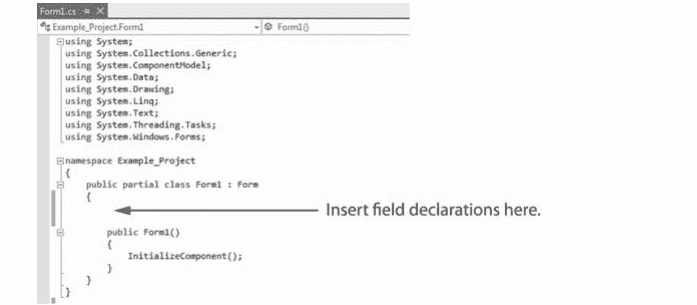 Form1.cs
Example_Project.Form1 Form1()
using System;
using System.Collections.Generic;
using System.ComponentModel;
using System.Data;
using System.Drawing;
using System.Linq;
using System.Text;
using System.Threading.Tasks;
using System.Windows.Forms;
namespace Example_Project
{
public partial class Form1 : Form
{
Insert field declarations here.
public Form1()
{
InitializeComponent();
}
}
}